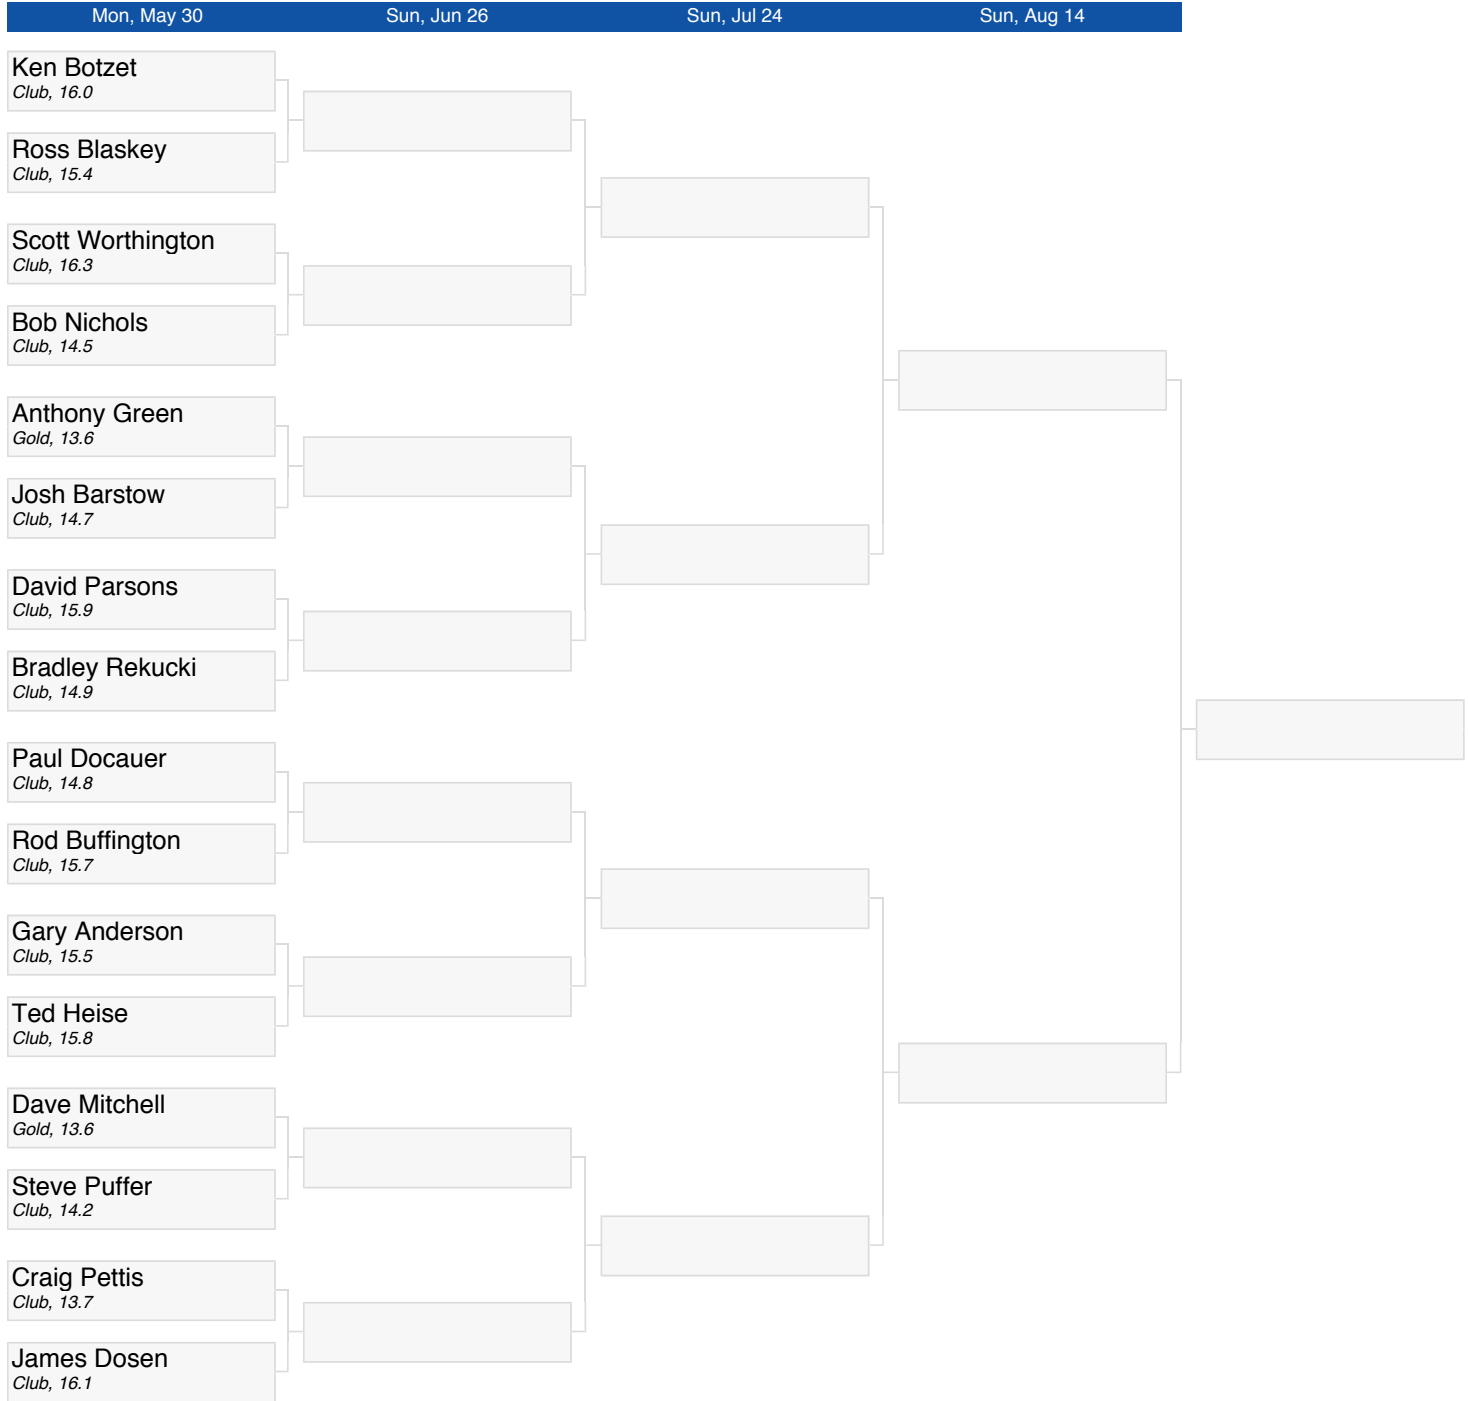 Mon, May 30
Sun, Jun 26
Sun, Jul 24
Sun, Aug 14
Ken Botzet
Club, 16.0
Ross Blaskey
Club, 15.4
Scott Worthington
Club, 16.3
Bob Nichols
Club, 14.5
Anthony Green
Gold, 13.6
Josh Barstow
Club, 14.7
David Parsons
Club, 15.9
Bradley Rekucki
Club, 14.9
Paul Docauer
Club, 14.8
Rod Buffington
Club, 15.7
Gary Anderson
Club, 15.5
Ted Heise
Club, 15.8
Dave Mitchell
Gold, 13.6
Steve Puffer
Club, 14.2
Craig Pettis
Club, 13.7
James Dosen
Club, 16.1